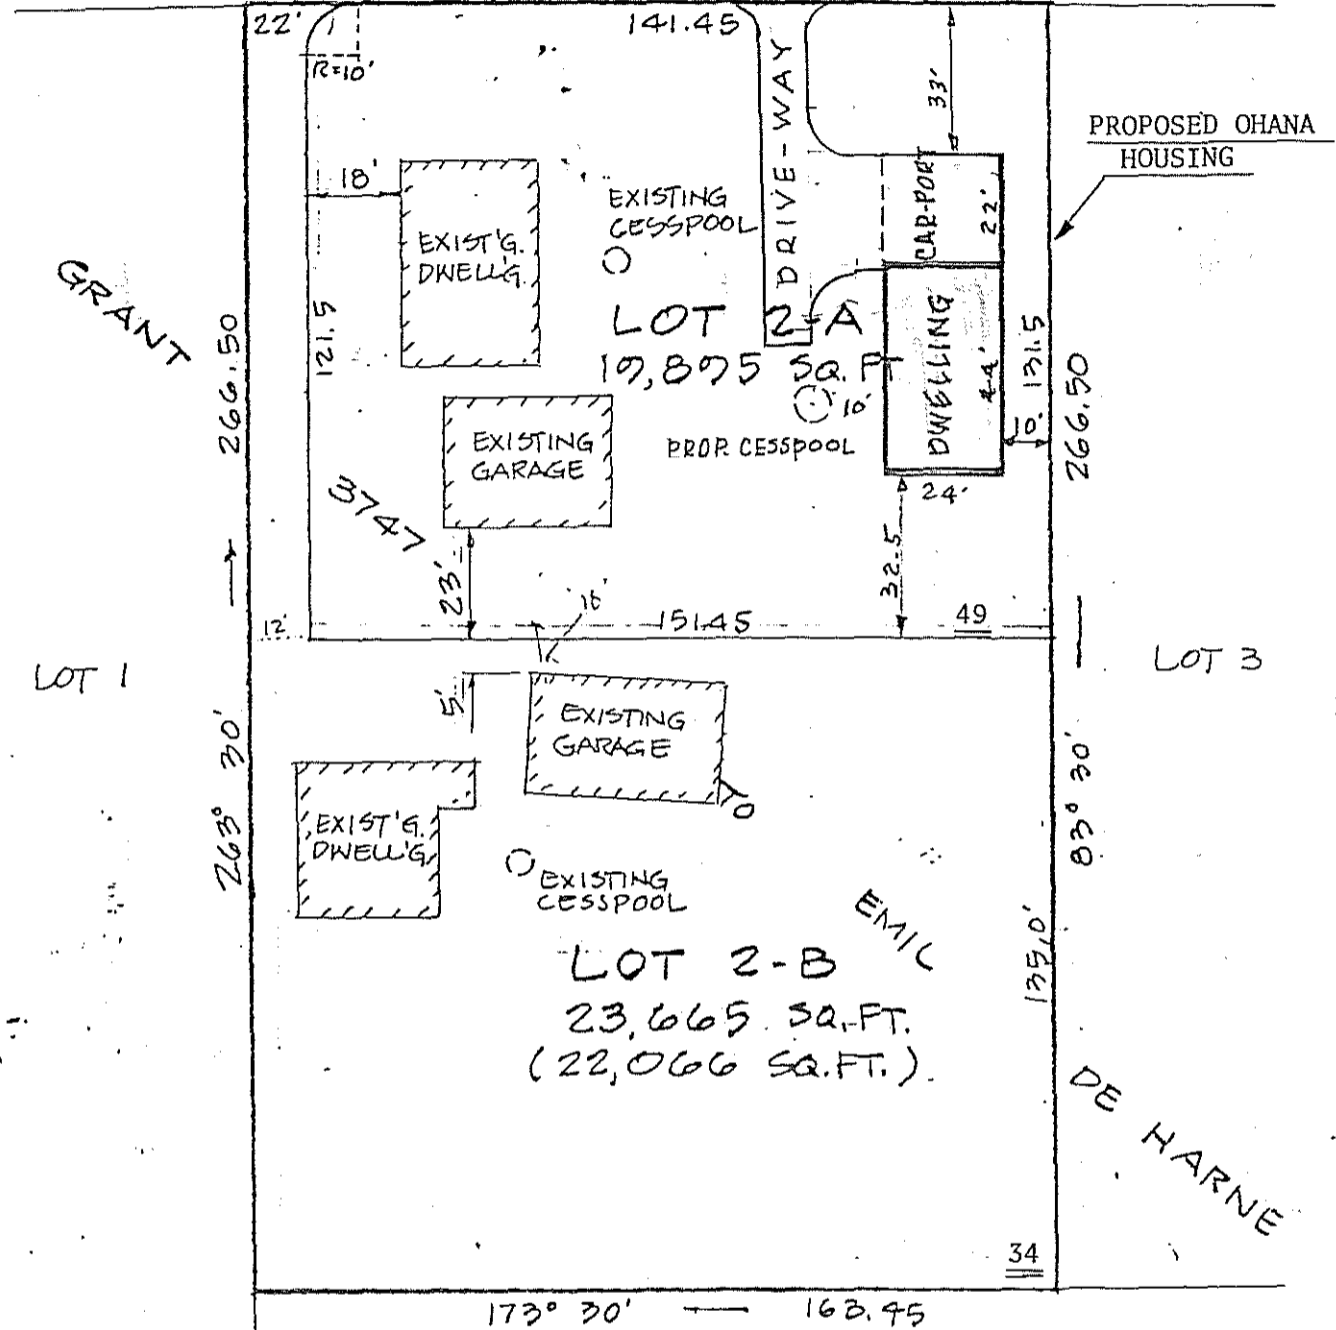 22'
141.45
R=10'
DRIVE-WAY
33'
PROPOSED OHANA
HOUSING
18'
EXIST'G.
DWELL'G.
EXISTING
CESSPOOL
CAR-PORT
22'
GRANT
266.50
121.5
LOT 2-A
19,895 SQ. FT
DWELLING
44'
131.5
10'
266.50
10'
PROP. CESSPOOL
EXISTING
GARAGE
24'
3747
23'
32.5
12'
16'
151.45
49
LOT 1
LOT 3
5'
EXISTING
GARAGE
TO
263° 30'
83° 30'
EXIST'G.
DWELL'G.
EXISTING
CESSPOOL
EMIL
135.0'
LOT 2-B
23,665 SQ.FT.
(22,066 SQ.FT.)
DE HARNE
34
173° 30' 163.45